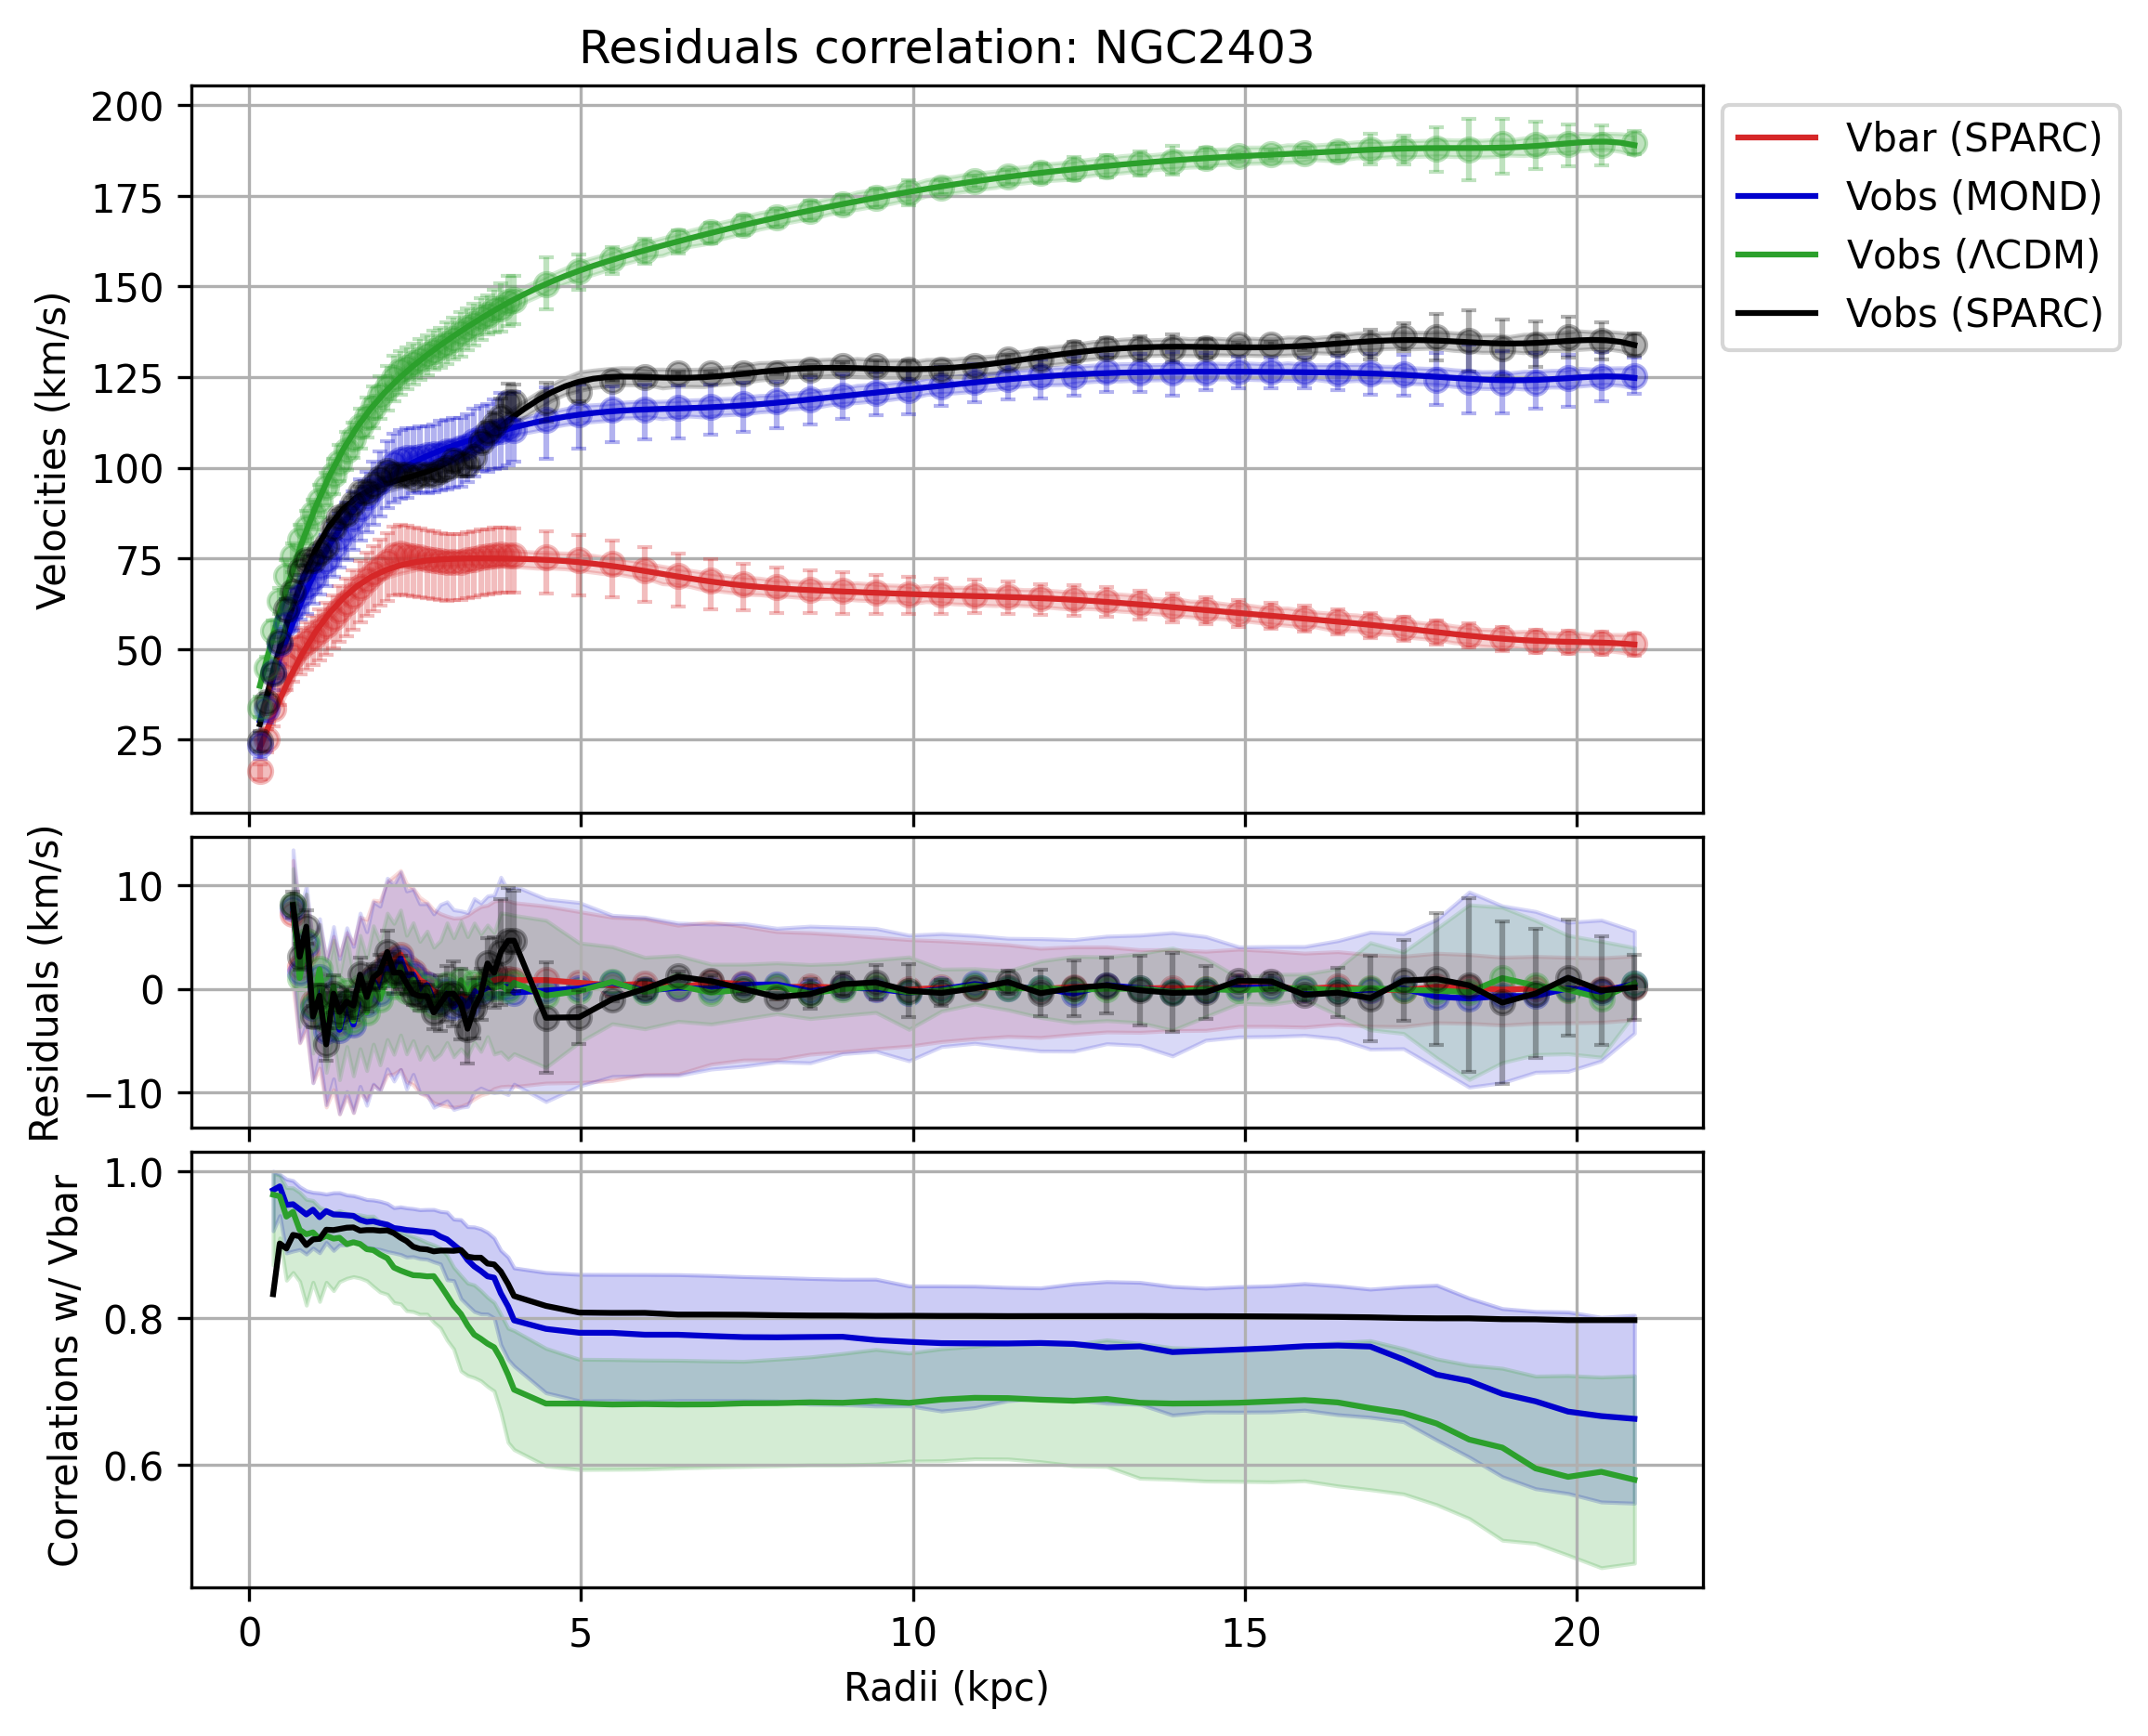 Residuals correlation: NGC2403
Velocities (km/s)
200
175
150
125
100
75
50
25
Vbar (SPARC)
Vobs (MOND)
Vobs (ΛCDM)
Vobs (SPARC)
Residuals (km/s)
10
0
−10
Correlations w/ Vbar
1.0
0.8
0.6
0 5 10 15 20
Radii (kpc)